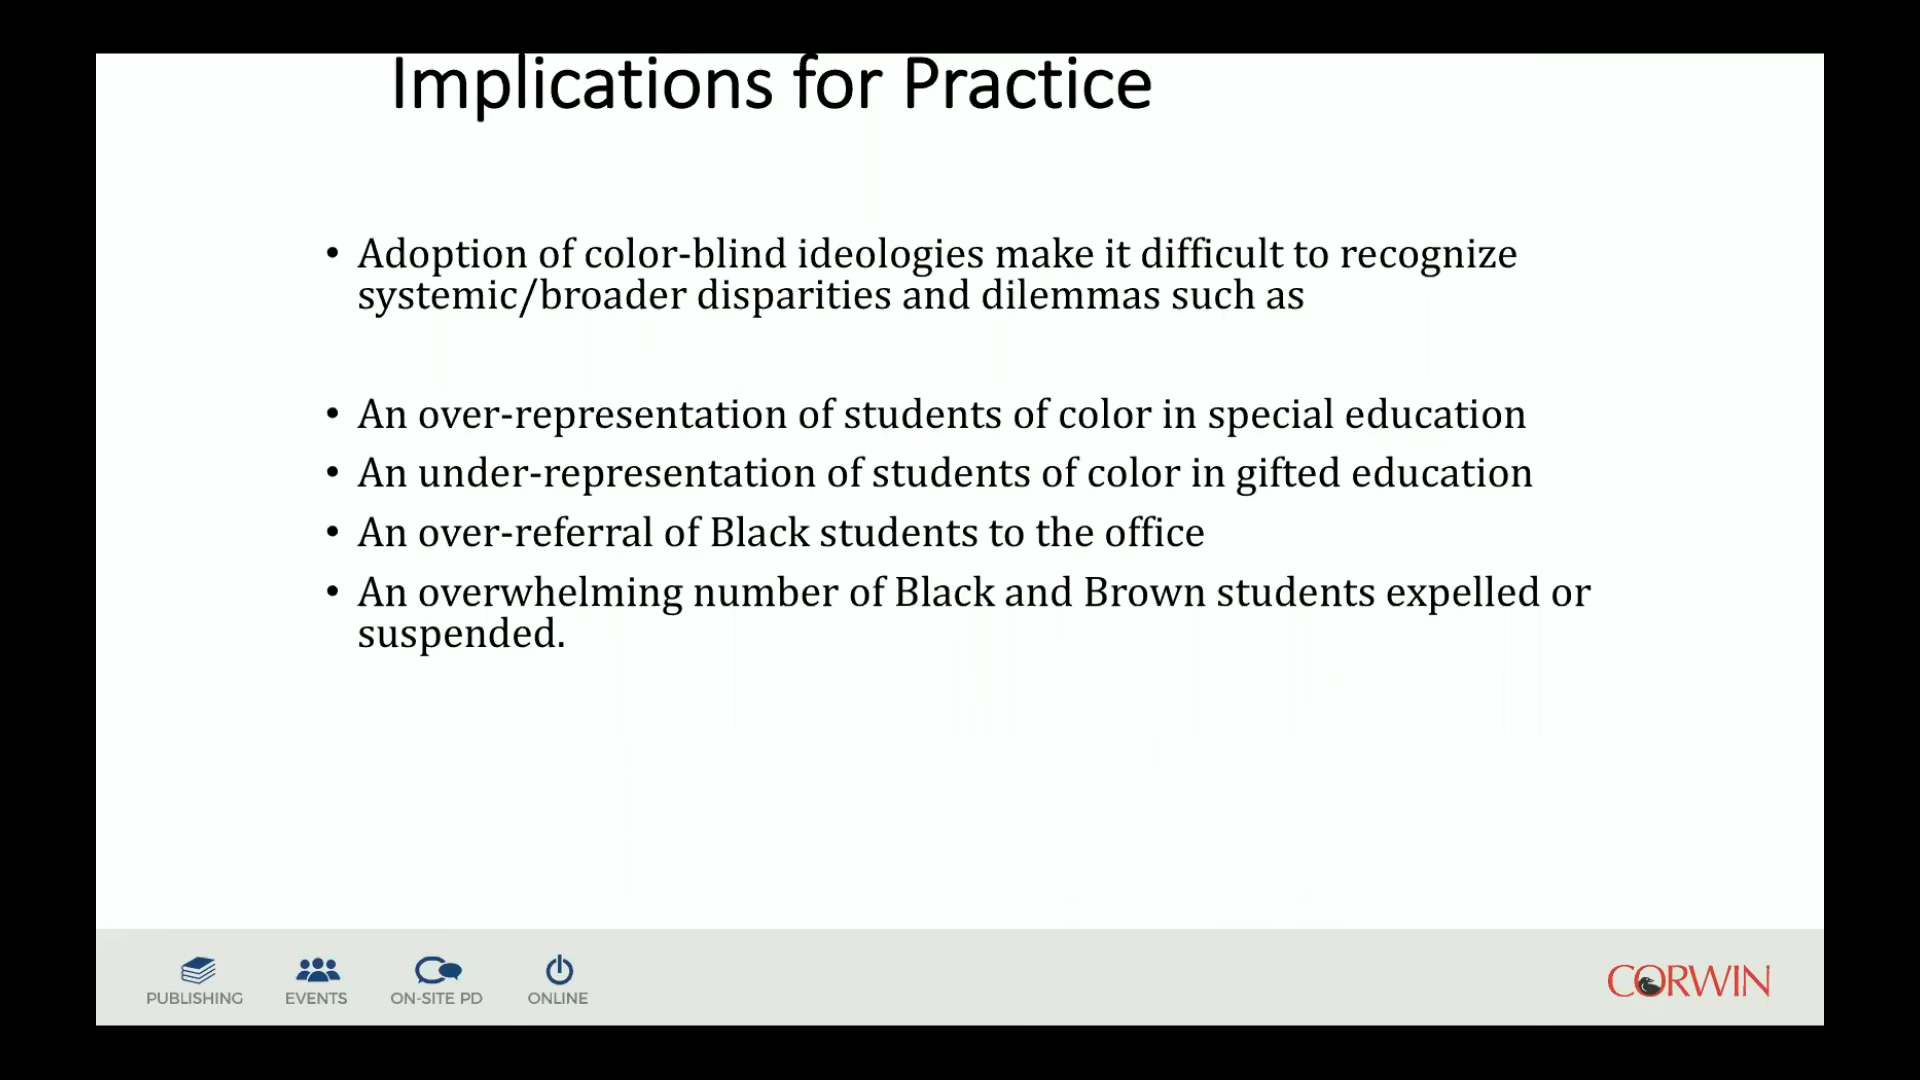 Implications for Practice
• Adoption of color-blind ideologies make it difficult to recognize
systemic/broader disparities and dilemmas such as
• An over-representation of students of color in special education
• An under-representation of students of color in gifted education
• An over-referral of Black students to the office
• An overwhelming number of Black and Brown students expelled or
suspended.
PUBLISHING EVENTS ON-SITE PD ONLINE
CORWIN